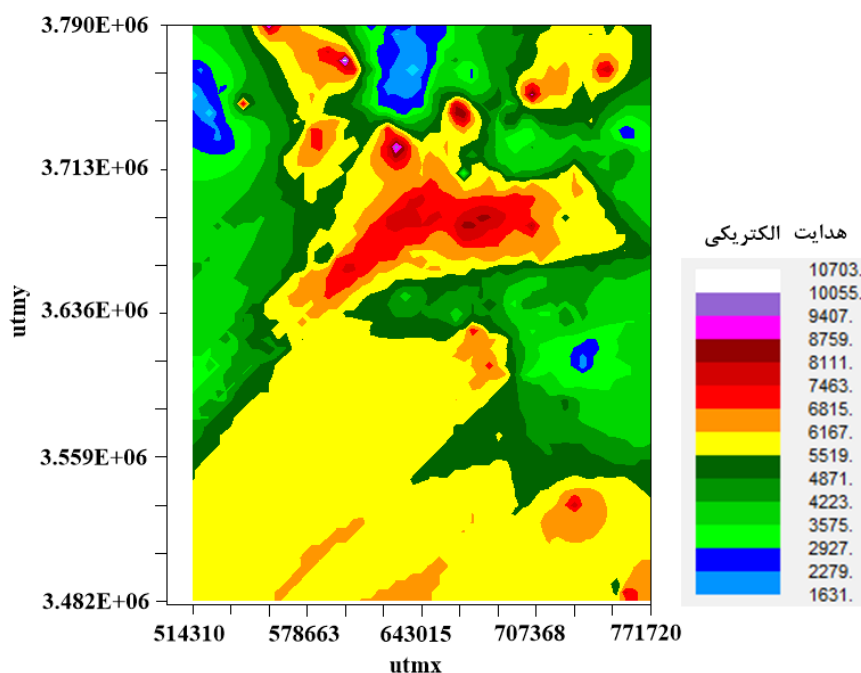 3.790E+06
3.713E+06
3.636E+06
3.559E+06
3.482E+06
utmy
514310 578663 643015 707368 771720
utmx
هدایت الکتریکی
10703.
10055.
9407.
8759.
8111.
7463.
6815.
6167.
5519.
4871.
4223.
3575.
2927.
2279.
1631.